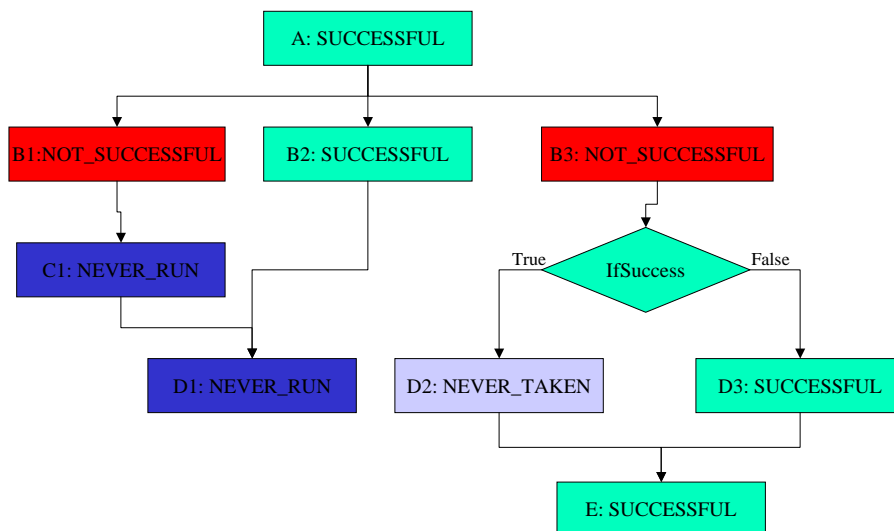 A: SUCCESSFUL
B1:NOT_SUCCESSFUL
B2: SUCCESSFUL
B3: NOT_SUCCESSFUL
C1: NEVER_RUN
True
IfSuccess
False
D1: NEVER_RUN
D2: NEVER_TAKEN
D3: SUCCESSFUL
E: SUCCESSFUL